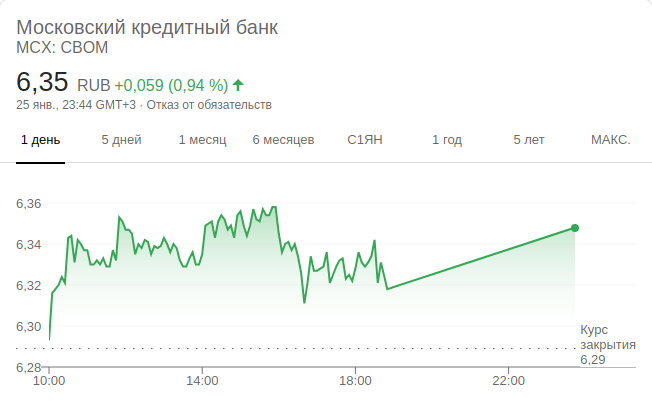 Московский кредитный банк
MCX: CBOM
6,35 RUB +0,059 (0,94 %)
25 янв., 23:44 GMT+3 · Отказ от обязательств
1 день 5 дней 1 месяц 6 месяцев С1ЯН 1 год 5 лет МАКС.
6,36
6,34
6,32
6,30
Курс
закрытия
6,29
6,28
10:00 14:00 18:00 22:00